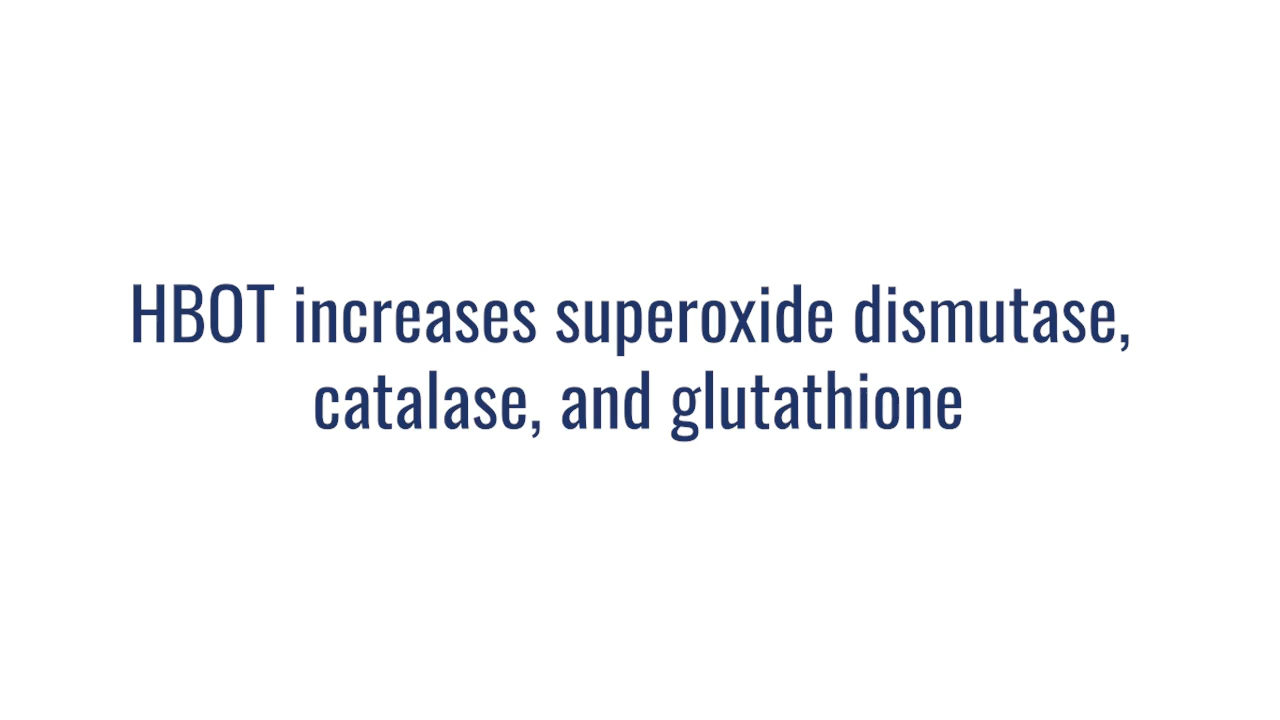 HBOT increases superoxide dismutase,
catalase, and glutathione